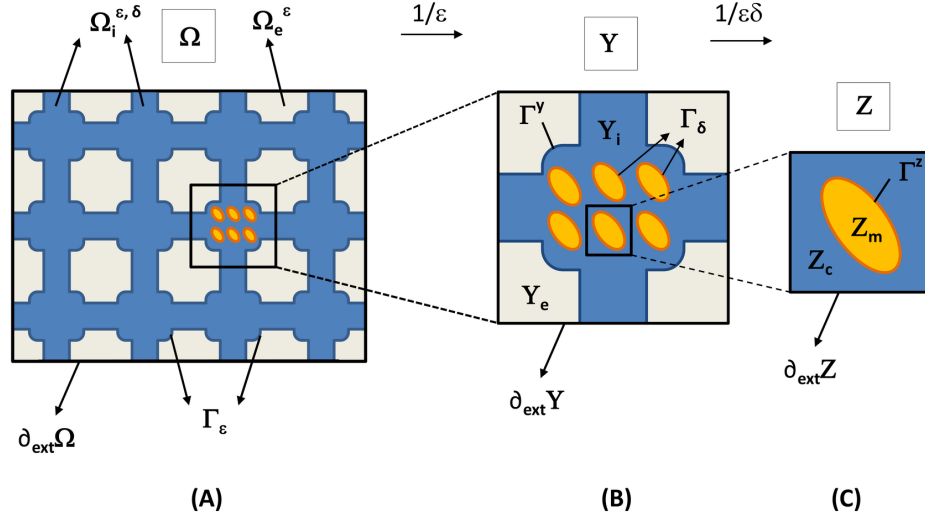 Ω_i^{ε, δ}
Ω
Ω_e^ε
1/ε
Y
1/εδ
Z
Γ^y
Y_i
Γ_δ
Y_e
Γ^z
Z_m
Z_c
∂_ext Ω
Γ_ε
∂_ext Y
∂_ext Z
(A)
(B)
(C)